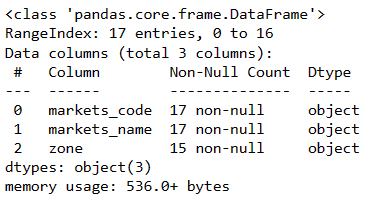 <class 'pandas.core.frame.DataFrame'>
RangeIndex: 17 entries, 0 to 16
Data columns (total 3 columns):
 #   Column        Non-Null Count  Dtype
---  ------        --------------  -----
 0   markets_code  17 non-null     object
 1   markets_name  17 non-null     object
 2   zone          15 non-null     object
dtypes: object(3)
memory usage: 536.0+ bytes